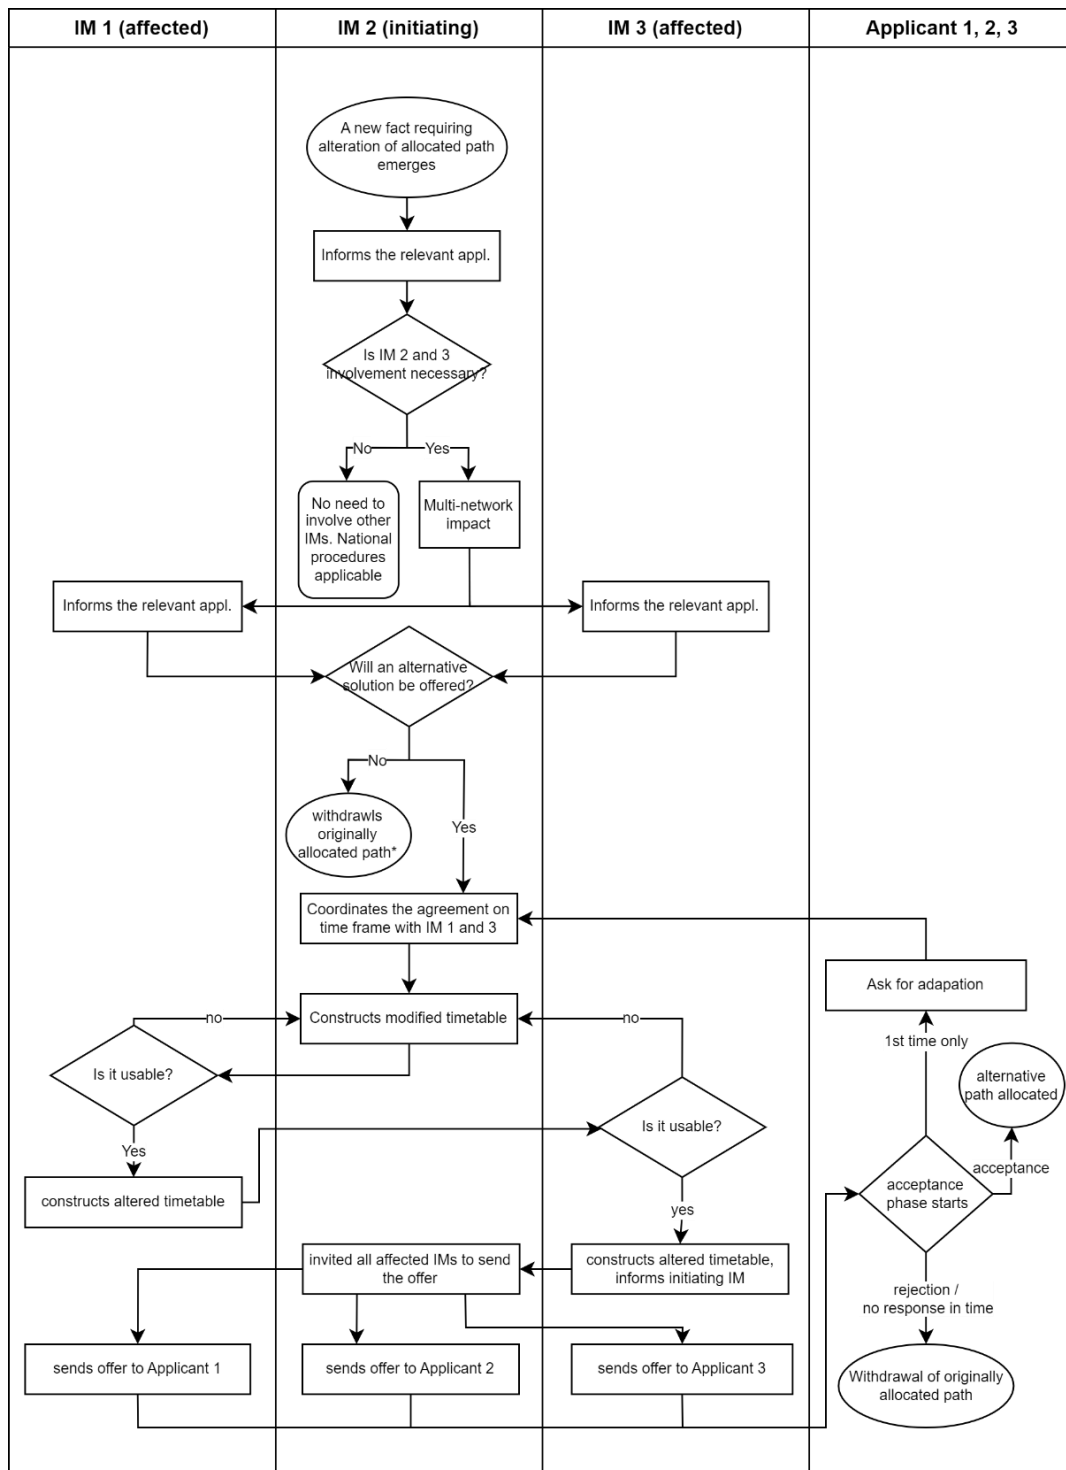 IM 1 (affected)
IM 2 (initiating)
IM 3 (affected)
Applicant 1, 2, 3
A new fact requiring
alteration of allocated path
emerges
Informs the relevant appl.
Is IM 2 and 3
involvement necessary?
No
Yes
No need to
involve other
IMs. National
procedures
applicable
Multi-network
impact
Informs the relevant appl.
Informs the relevant appl.
Will an alternative
solution be offered?
No
Yes
withdrawls
originally
allocated path*
Coordinates the agreement on
time frame with IM 1 and 3
Ask for adapation
1st time only
Constructs modified timetable
no
no
Is it usable?
Yes
Is it usable?
yes
alternative
path allocated
acceptance
acceptance
phase starts
constructs altered timetable
constructs altered timetable,
informs initiating IM
invited all affected IMs to send
the offer
rejection /
no response in time
sends offer to Applicant 1
sends offer to Applicant 2
sends offer to Applicant 3
Withdrawal of originally
allocated path